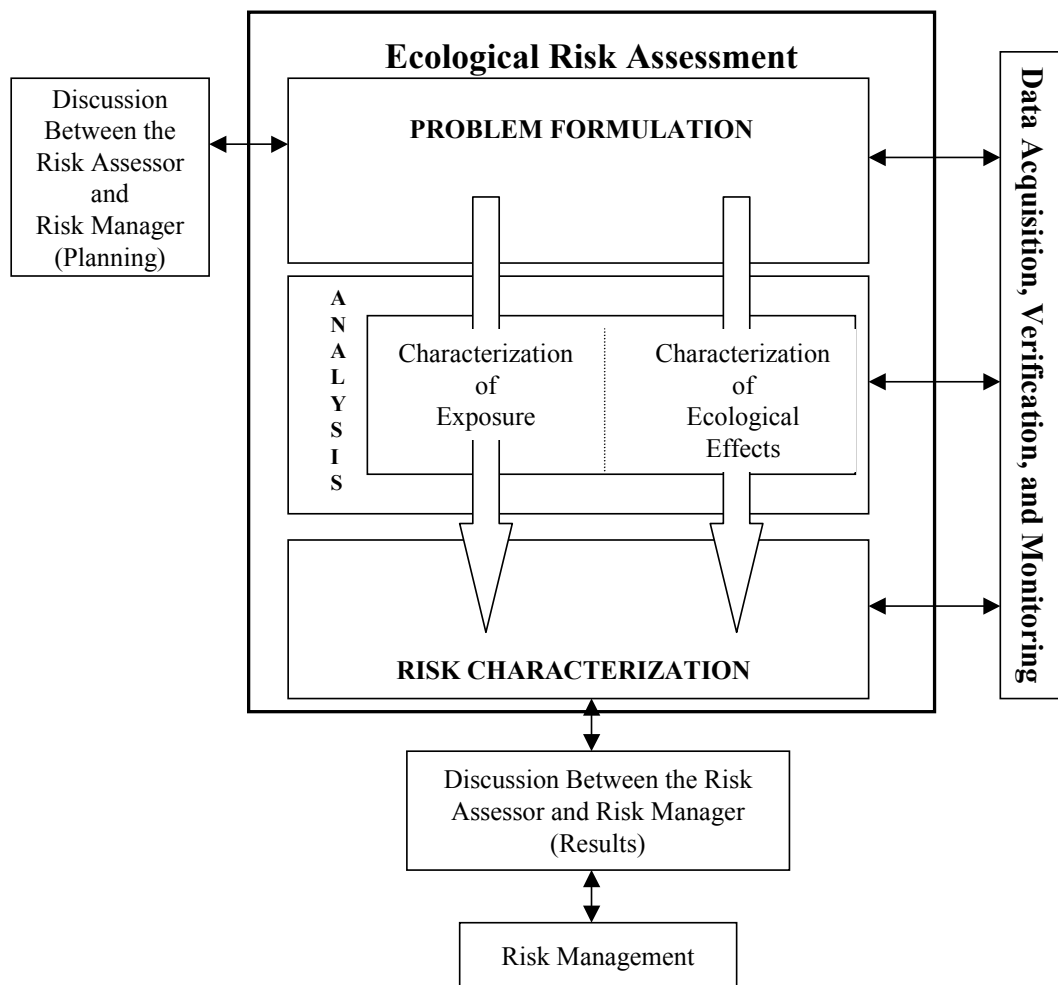 Ecological Risk Assessment
Discussion
Between the
Risk Assessor
and
Risk Manager
(Planning)
PROBLEM FORMULATION
ANALYSIS
Characterization
of
Exposure
Characterization
of
Ecological
Effects
RISK CHARACTERIZATION
Data Acquisition, Verification, and Monitoring
Discussion Between the Risk
Assessor and Risk Manager
(Results)
Risk Management